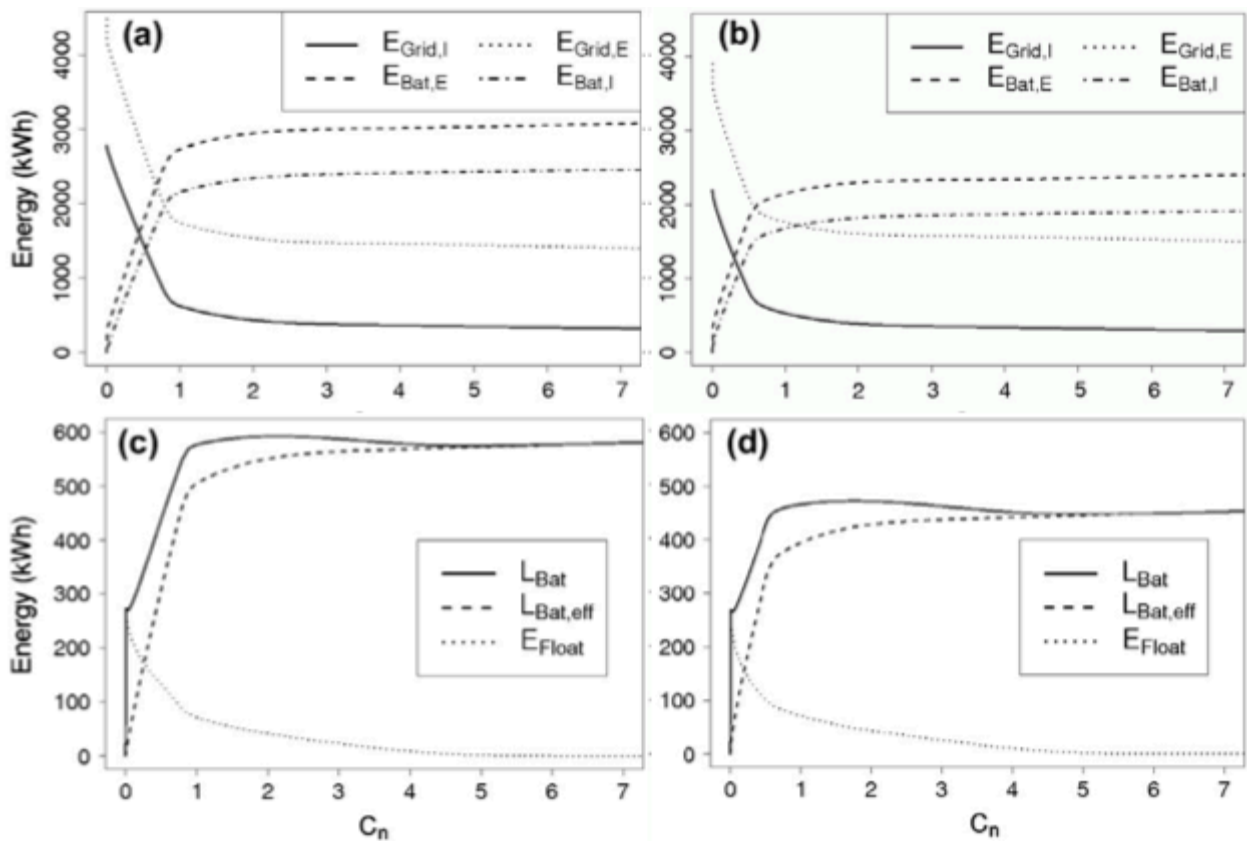 (a)
E_Grid,I E_Grid,E
E_Bat,E E_Bat,I
Energy (kWh)
4000
3000
2000
1000
0
0 1 2 3 4 5 6 7
(b)
E_Grid,I E_Grid,E
E_Bat,E E_Bat,I
4000
3000
2000
1000
0
0 1 2 3 4 5 6 7
(c)
600
500
400
300
200
100
0
Energy (kWh)
L_Bat
L_Bat,eff
E_Float
0 1 2 3 4 5 6 7
C_n
(d)
600
500
400
300
200
100
0
L_Bat
L_Bat,eff
E_Float
0 1 2 3 4 5 6 7
C_n